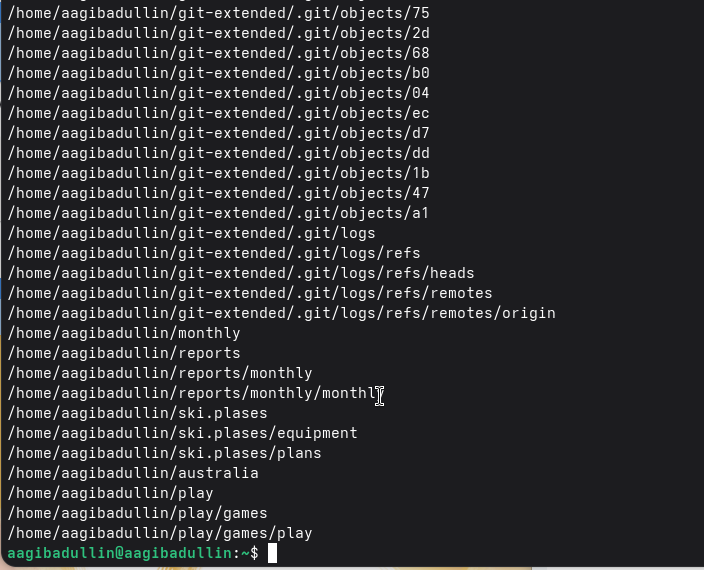 /home/aagibadullin/git-extended/.git/objects/75
/home/aagibadullin/git-extended/.git/objects/2d
/home/aagibadullin/git-extended/.git/objects/68
/home/aagibadullin/git-extended/.git/objects/b0
/home/aagibadullin/git-extended/.git/objects/04
/home/aagibadullin/git-extended/.git/objects/ec
/home/aagibadullin/git-extended/.git/objects/d7
/home/aagibadullin/git-extended/.git/objects/dd
/home/aagibadullin/git-extended/.git/objects/1b
/home/aagibadullin/git-extended/.git/objects/47
/home/aagibadullin/git-extended/.git/objects/a1
/home/aagibadullin/git-extended/.git/logs
/home/aagibadullin/git-extended/.git/logs/refs
/home/aagibadullin/git-extended/.git/logs/refs/heads
/home/aagibadullin/git-extended/.git/logs/refs/remotes
/home/aagibadullin/git-extended/.git/logs/refs/remotes/origin
/home/aagibadullin/monthly
/home/aagibadullin/reports
/home/aagibadullin/reports/monthly
/home/aagibadullin/reports/monthly/monthly
/home/aagibadullin/ski.plases
/home/aagibadullin/ski.plases/equipment
/home/aagibadullin/ski.plases/plans
/home/aagibadullin/australia
/home/aagibadullin/play
/home/aagibadullin/play/games
/home/aagibadullin/play/games/play
aagibadullin@aagibadullin:~$